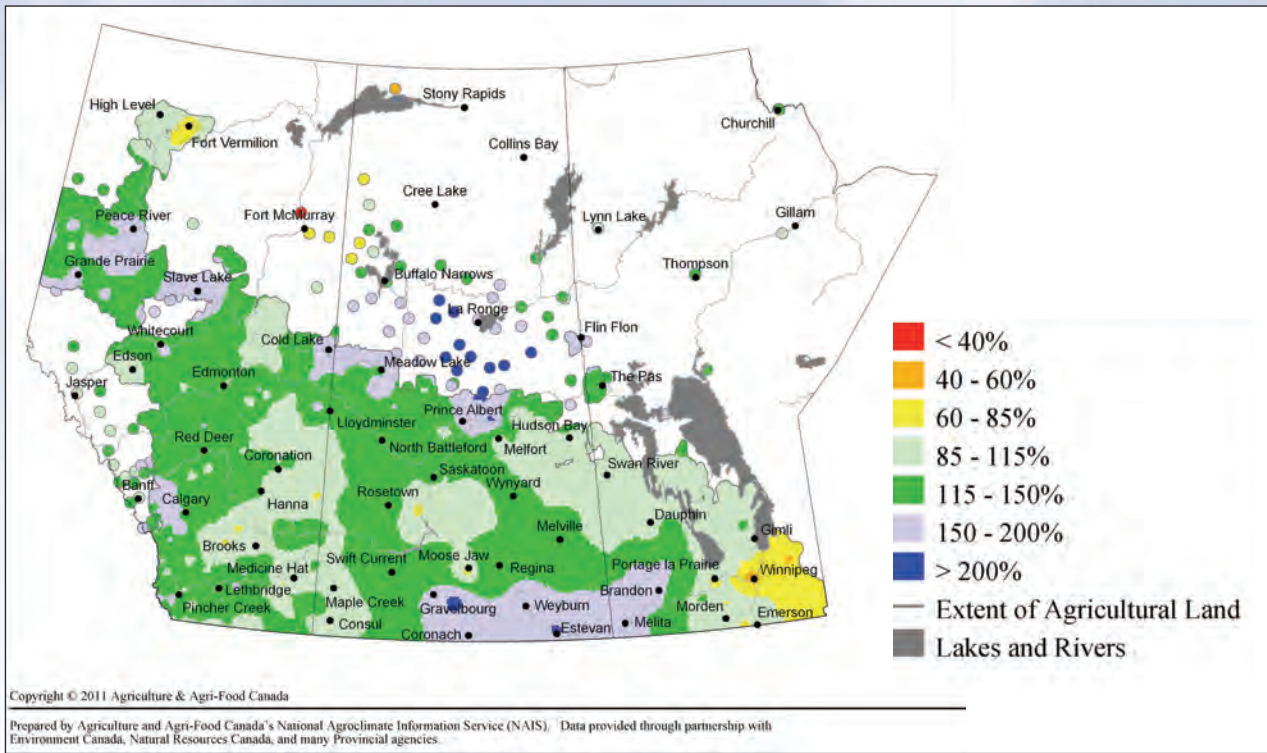 High Level
Fort Vermilion
Stony Rapids
Churchill
Collins Bay
Cree Lake
Peace River
Fort McMurray
Lynn Lake
Gillam
Grande Prairie
Slave Lake
Buffalo Narrows
Thompson
La Ronge
Whitecourt
Cold Lake
Flin Flon
Edson
Meadow Lake
Jasper
Edmonton
The Pas
Lloydminster
Prince Albert
Red Deer
North Battleford
Hudson Bay
Melfort
Coronation
Saskatoon
Swan River
Banff
Hanna
Rosetown
Wynyard
Calgary
Dauphin
Brooks
Melville
Gimli
Medicine Hat
Swift Current
Moose Jaw
Regina
Portage la Prairie
Winnipeg
Lethbridge
Brandon
Pincher Creek
Maple Creek
Gravelbourg
Weyburn
Morden
Emerson
Consul
Coronach
Estevan
Melita
< 40%
40 - 60%
60 - 85%
85 - 115%
115 - 150%
150 - 200%
> 200%
Extent of Agricultural Land
Lakes and Rivers
Copyright © 2011 Agriculture & Agri-Food Canada
Prepared by Agriculture and Agri-Food Canada's National Agroclimate Information Service (NAIS). Data provided through partnership with
Environment Canada, Natural Resources Canada, and many Provincial agencies.